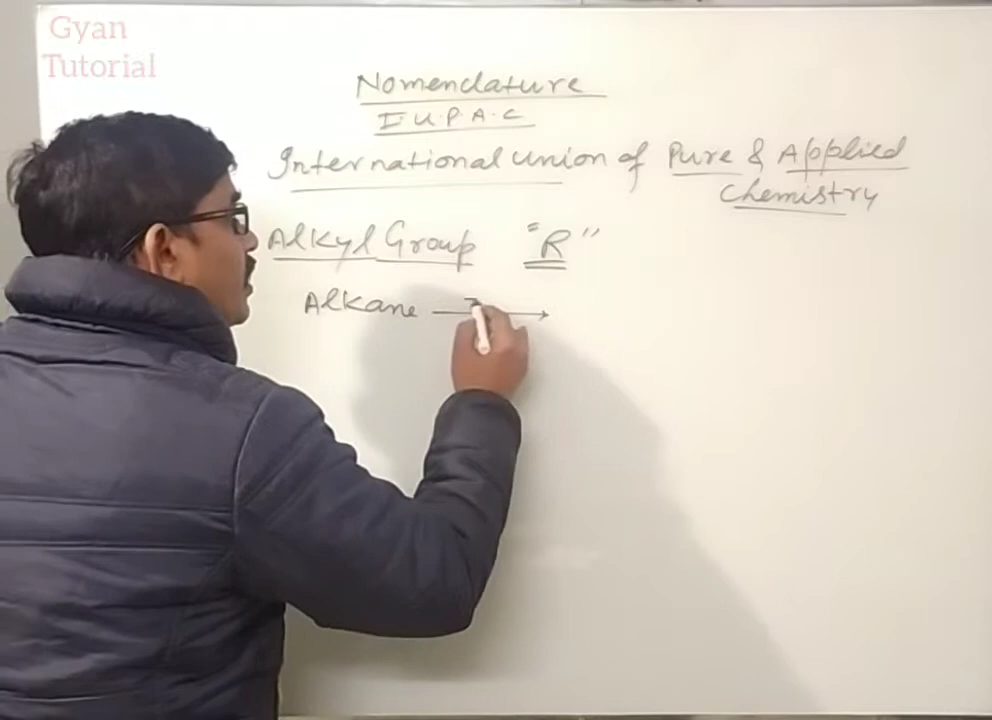 Gyan
Tutorial
Nomenclature
I.U.P.A.C
International Union of Pure & Applied
Chemistry
Alkyl Group "R"
Alkane →